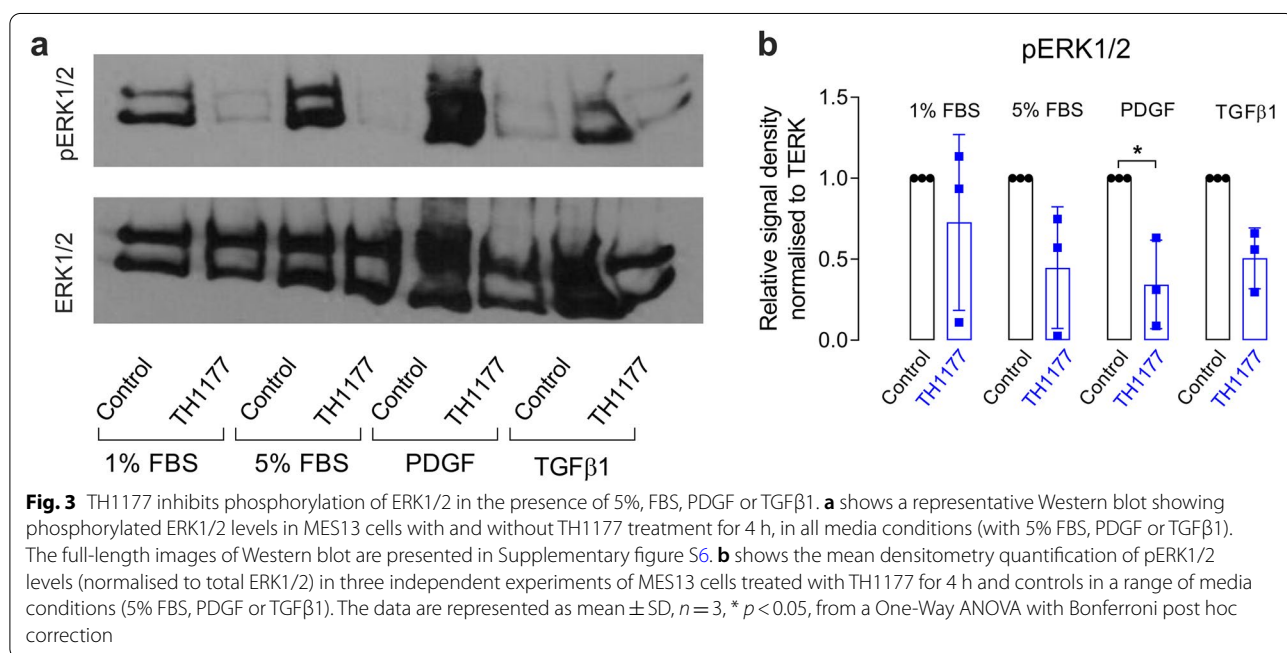 a
pERK1/2
ERK1/2
Control
TH1177
Control
TH1177
Control
TH1177
Control
TH1177
1% FBS
5% FBS
PDGF
TGFβ1
b
pERK1/2
Relative signal density
normalised to TERK
1.5
1.0
0.5
0.0
1% FBS
5% FBS
PDGF
TGFβ1
*
Control
TH1177
Control
TH1177
Control
TH1177
Control
TH1177
Fig. 3 TH1177 inhibits phosphorylation of ERK1/2 in the presence of 5%, FBS, PDGF or TGFβ1. a shows a representative Western blot showing
phosphorylated ERK1/2 levels in MES13 cells with and without TH1177 treatment for 4 h, in all media conditions (with 5% FBS, PDGF or TGFβ1).
The full-length images of Western blot are presented in Supplementary figure S6. b shows the mean densitometry quantification of pERK1/2
levels (normalised to total ERK1/2) in three independent experiments of MES13 cells treated with TH1177 for 4 h and controls in a range of media
conditions (5% FBS, PDGF or TGFβ1). The data are represented as mean ± SD, n = 3, * p < 0.05, from a One-Way ANOVA with Bonferroni post hoc
correction